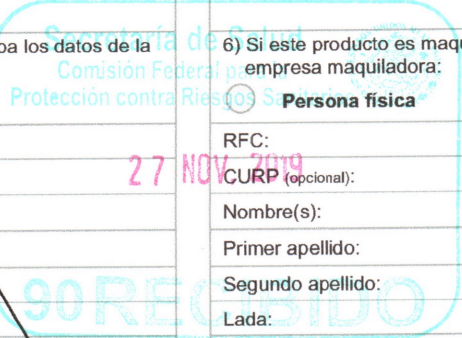 Secretaría de Salud
Comisión Federal para la
Protección contra Riesgos Sanitarios
oa los datos de la
27 NOV. 2019
90 RECIBIDO
6) Si este producto es maqu
empresa maquiladora:
Persona física
RFC:
CURP (opcional):
Nombre(s):
Primer apellido:
Segundo apellido:
Lada: